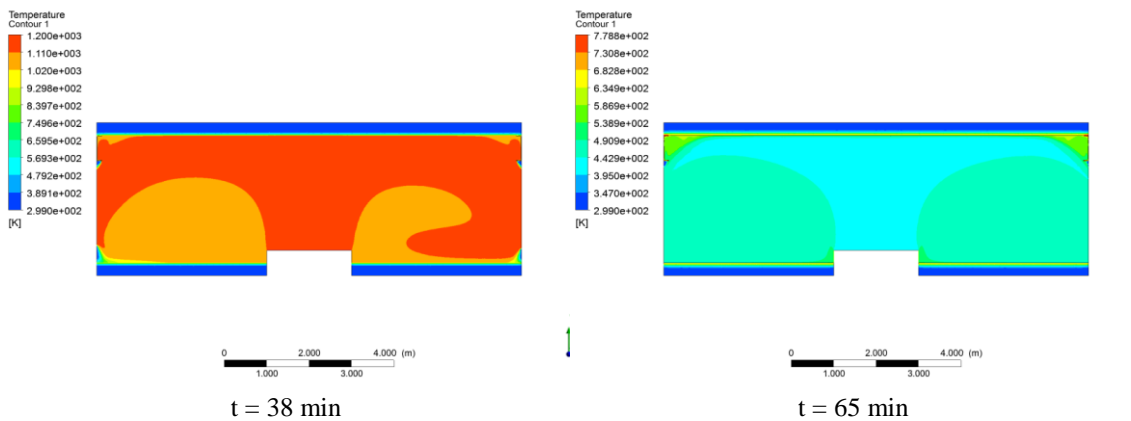 Temperature
Contour 1
1.200e+003
1.110e+003
1.020e+003
9.298e+002
8.397e+002
7.496e+002
6.595e+002
5.693e+002
4.792e+002
3.891e+002
2.990e+002
[K]
0 2.000 4.000 (m)
1.000 3.000
t = 38 min
Temperature
Contour 1
7.788e+002
7.308e+002
6.828e+002
6.349e+002
5.869e+002
5.389e+002
4.909e+002
4.429e+002
3.950e+002
3.470e+002
2.990e+002
[K]
0 2.000 4.000 (m)
1.000 3.000
t = 65 min